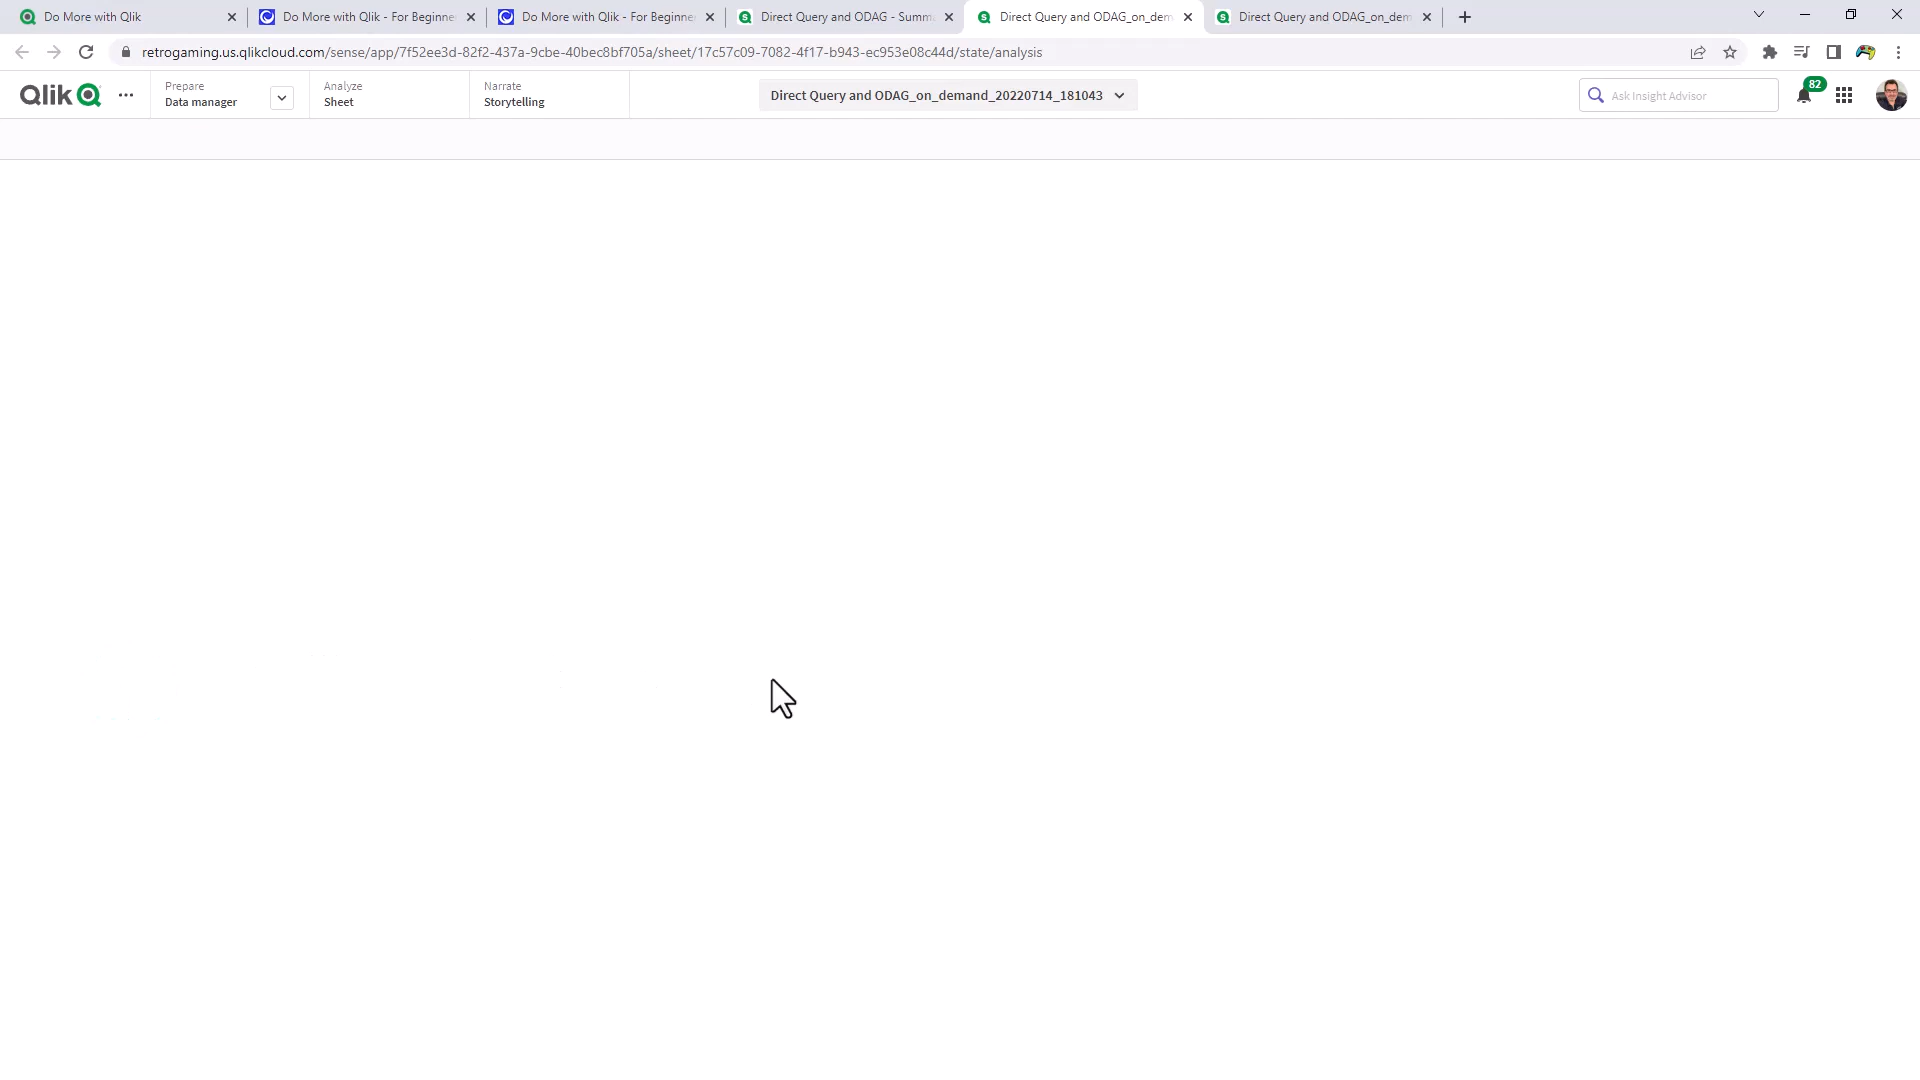 Do More with Qlik
Do More with Qlik - For Beginne
Do More with Qlik - For Beginne
Direct Query and ODAG - Summ
Direct Query and ODAG_on_dem
Direct Query and ODAG_on_dem
retrogaming.us.qlikcloud.com/sense/app/7f52ee3d-82f2-437a-9cbe-40bec8bf705a/sheet/17c57c09-7082-4f17-b943-ec953e08c44d/state/analysis
Qlik
Prepare
Data manager
Analyze
Sheet
Narrate
Storytelling
Direct Query and ODAG_on_demand_20220714_181043
Ask Insight Advisor
82